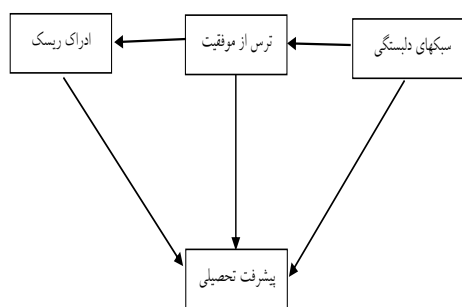 سبکهای دلبستگی
ترس از موفقیت
ادراک ریسک
پیشرفت تحصیلی